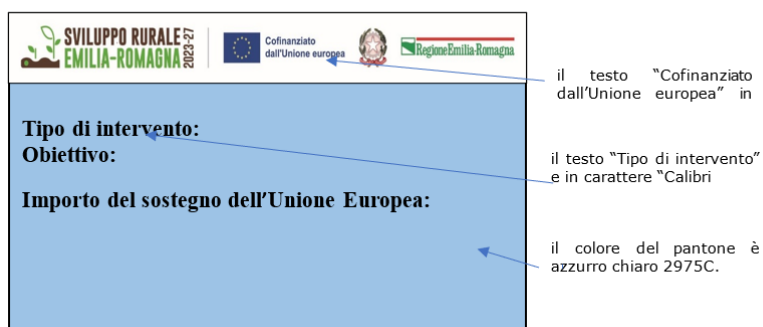 SVILUPPO RURALE
EMILIA-ROMAGNA
2023-27
Cofinanziato
dall'Unione europea
RegioneEmilia-Romagna
il testo "Cofinanziato
dall'Unione europea" in
Tipo di intervento:
Obiettivo:
il testo "Tipo di intervento"
e in carattere "Calibri
Importo del sostegno dell'Unione Europea:
il colore del pantone è
azzurro chiaro 2975C.